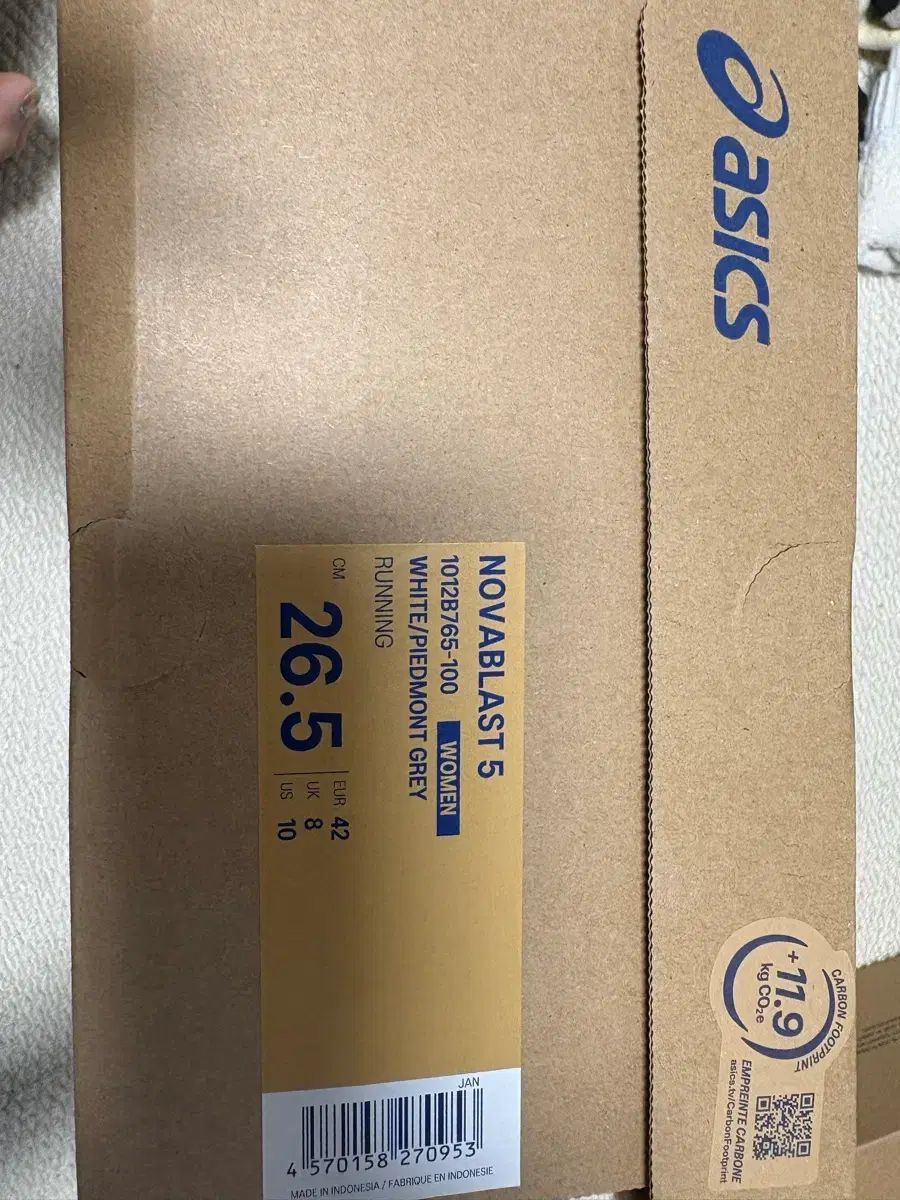 asics
NOVABLAST 5
1012B765-100 WOMEN
WHITE/PIEDMONT GREY
RUNNING
CM 26.5
EUR 42
UK 8
US 10
JAN
4 570158 270953
MADE IN INDONESIA / FABRIQUE EN INDONESIE
CARBON FOOTPRINT
+11.9
kg CO₂e
EMPREINTE CARBONE
asics.tv/CarbonFootprint